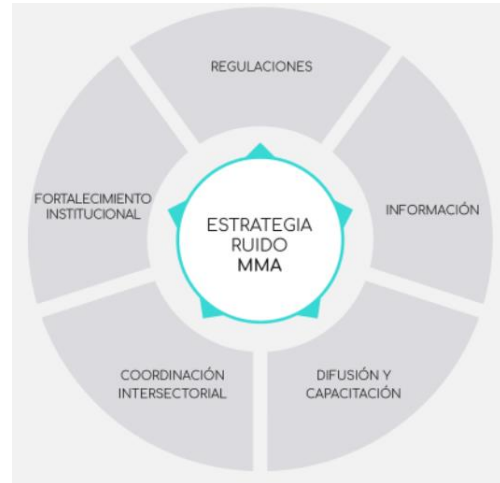 REGULACIONES
FORTALECIMIENTO
INSTITUCIONAL
INFORMACIÓN
ESTRATEGIA
RUIDO
MMA
COORDINACIÓN
INTERSECTORIAL
DIFUSIÓN Y
CAPACITACIÓN